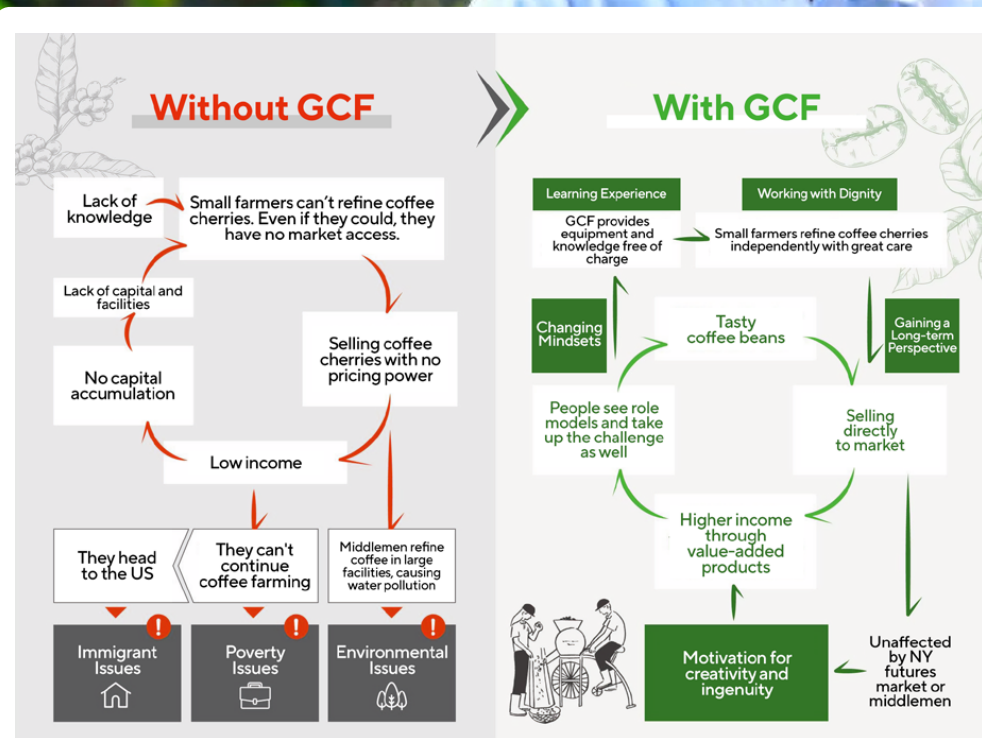 Without GCF
Lack of
knowledge
Small farmers can't refine coffee
cherries. Even if they could, they
have no market access.
Lack of capital and
facilities
Selling coffee
cherries with no
pricing power
No capital
accumulation
Low income
They head
to the US
They can't
continue
coffee farming
Middlemen refine
coffee in large
facilities, causing
water pollution
!
!
!
Immigrant
Issues
Poverty
Issues
Environmental
Issues
With GCF
Learning Experience
Working with Dignity
GCF provides
equipment and
knowledge free of
charge
Small farmers refine coffee cherries
independently with great care
Changing
Mindsets
Tasty
coffee beans
Gaining a
Long-term
Perspective
People see role
models and take
up the challenge
as well
Selling
directly
to market
Higher income
through
value-added
products
Motivation for
creativity and
ingenuity
Unaffected
by NY
futures
market or
middlemen